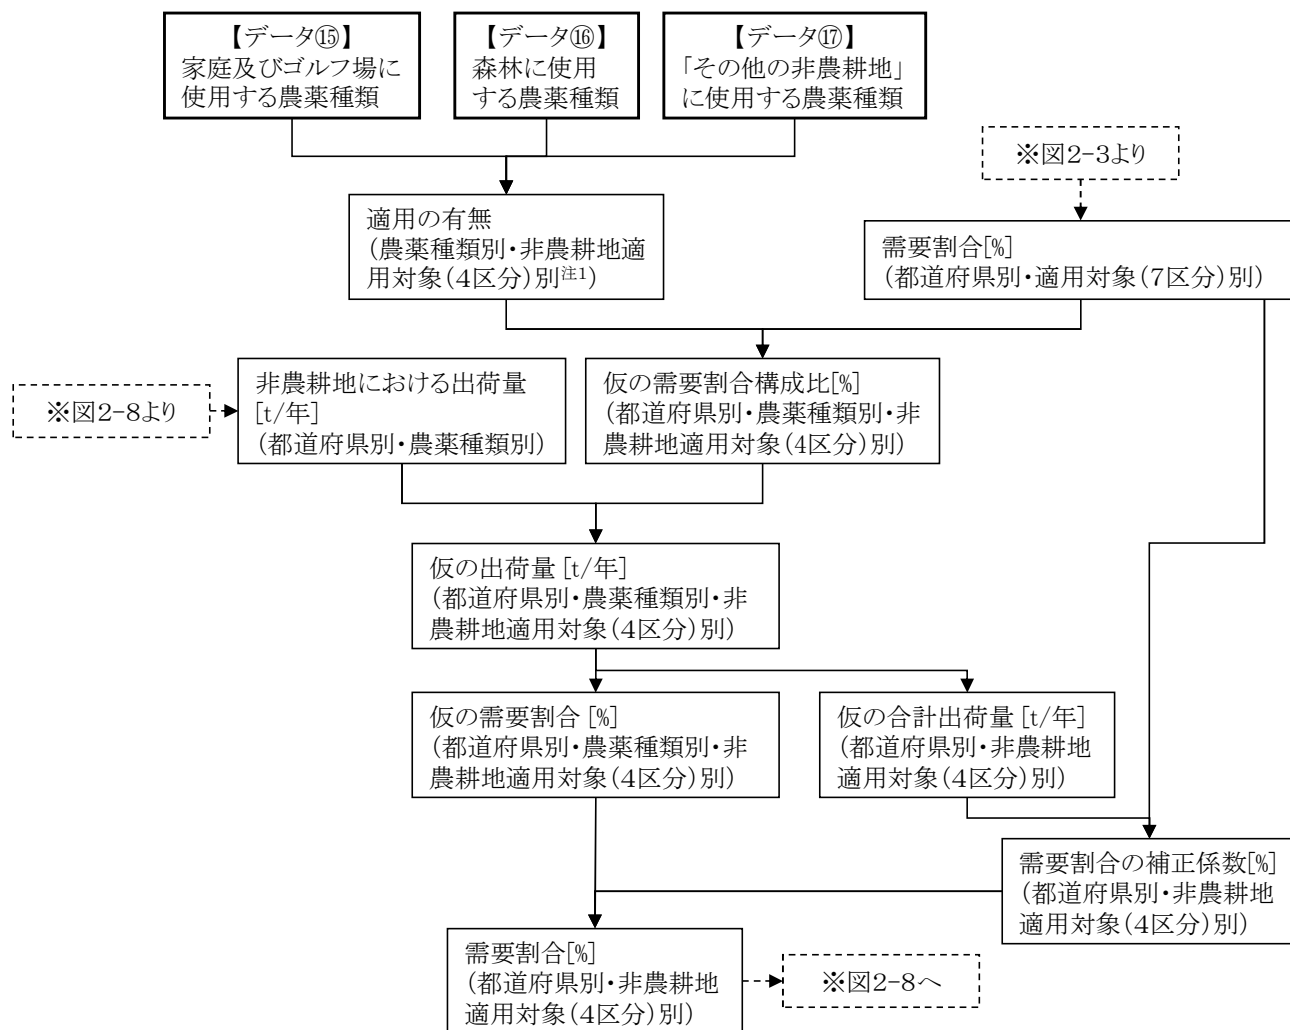 【データ⑮】
家庭及びゴルフ場に
使用する農薬種類
【データ⑯】
森林に使用
する農薬種類
【データ⑰】
「その他の非農耕地」
に使用する農薬種類
※図2-3より
適用の有無
(農薬種類別・非農耕地適
用対象(4区分)別注1)
需要割合[%]
(都道府県別・適用対象(7区分)別)
※図2-8より
非農耕地における出荷量
[t/年]
(都道府県別・農薬種類別)
仮の需要割合構成比[%]
(都道府県別・農薬種類別・非
農耕地適用対象(4区分)別)
仮の出荷量 [t/年]
(都道府県別・農薬種類別・非
農耕地適用対象(4区分)別)
仮の需要割合 [%]
(都道府県別・農薬種類別・非
農耕地適用対象(4区分)別)
仮の合計出荷量 [t/年]
(都道府県別・非農耕地
適用対象(4区分)別)
需要割合の補正係数[%]
(都道府県別・非農耕地
適用対象(4区分)別)
需要割合[%]
(都道府県別・非農耕地
適用対象(4区分)別)
※図2-8へ